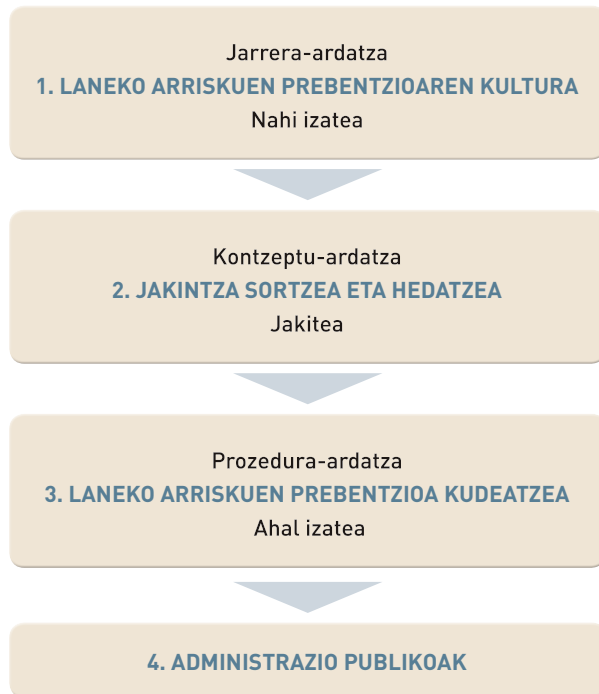 Jarrera-ardatza
1. LANEKO ARRISKUEN PREBENTZIOAREN KULTURA
Nahi izatea
Kontzeptu-ardatza
2. JAKINTZA SORTZEA ETA HEDATZEA
Jakitea
Prozedura-ardatza
3. LANEKO ARRISKUEN PREBENTZIOA KUDEATZEA
Ahal izatea
4. ADMINISTRAZIO PUBLIKOAK